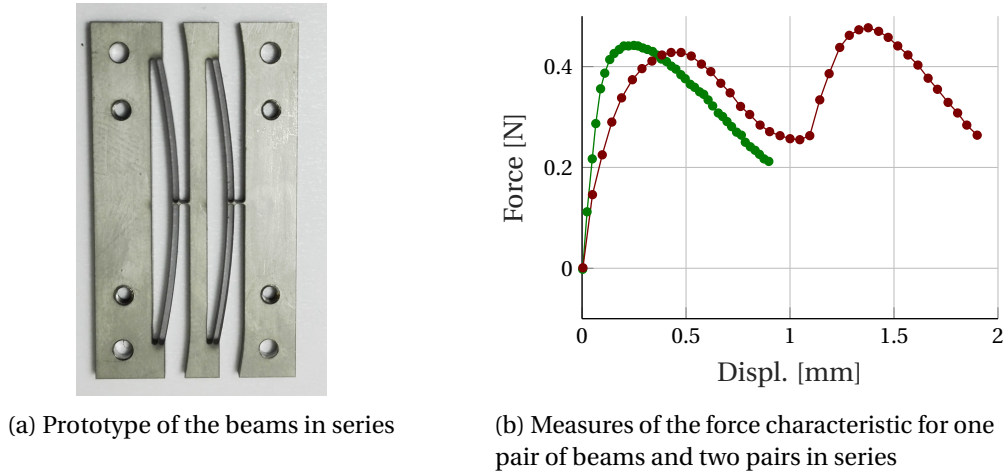 0.4
0.2
0
Force [N]
0
0.5
1
1.5
2
Displ. [mm]
(a) Prototype of the beams in series
(b) Measures of the force characteristic for one
pair of beams and two pairs in series